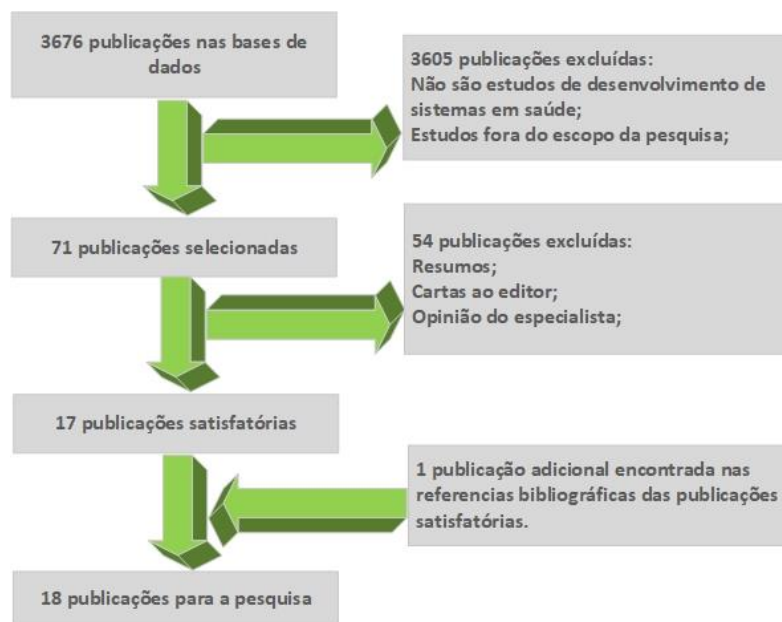 3676 publicações nas bases de
dados
3605 publicações excluídas:
Não são estudos de desenvolvimento de
sistemas em saúde;
Estudos fora do escopo da pesquisa;
71 publicações selecionadas
54 publicações excluídas:
Resumos;
Cartas ao editor;
Opinião do especialista;
17 publicações satisfatórias
1 publicação adicional encontrada nas
referencias bibliográficas das publicações
satisfatórias.
18 publicações para a pesquisa